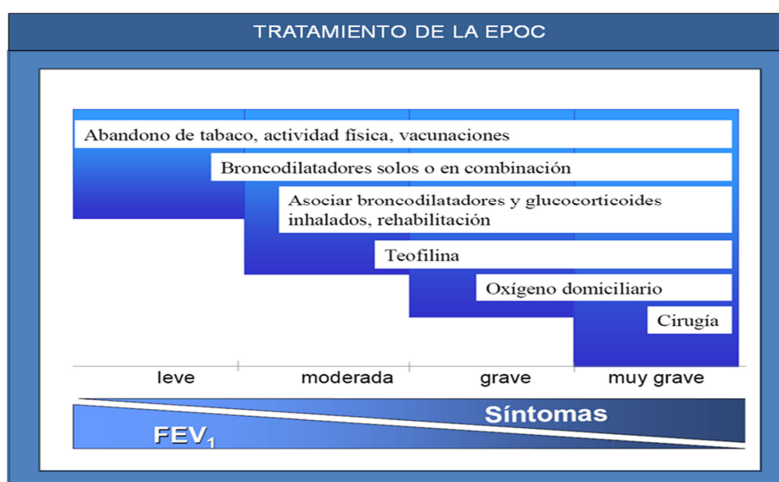 TRATAMIENTO DE LA EPOC
Abandono de tabaco, actividad física, vacunaciones
Broncodilatadores solos o en combinación
Asociar broncodilatadores y glucocorticoides
inhalados, rehabilitación
Teofilina
Oxígeno domiciliario
Cirugía
leve moderada grave muy grave
Síntomas
FEV₁